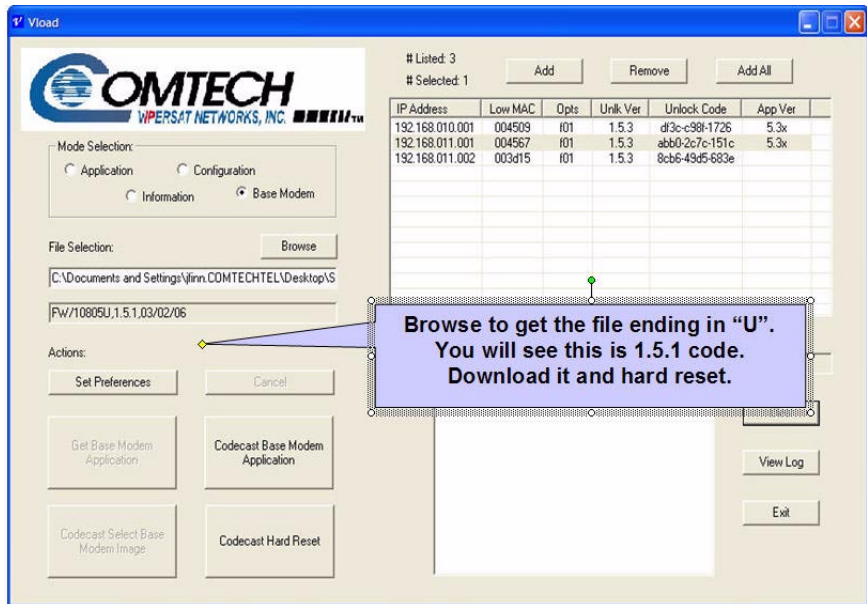 Vload
COMTECH
VIPERSAT NETWORKS, INC. TM
# Listed: 3
# Selected: 1
Add
Remove
Add All
Mode Selection:
Application
Configuration
Information
Base Modem
File Selection:
Browse
C:\Documents and Settings\jfinn.COMTECHTEL\Desktop\S
FW/10805U,1.5.1,03/02/06
IP Address Low MAC Opts Unlk Ver Unlock Code App Ver
192.168.010.001 004509 f01 1.5.3 df3c-c98f-1726 5.3x
192.168.011.001 004567 f01 1.5.3 abb0-2c7c-151c 5.3x
192.168.011.002 003d15 f01 1.5.3 8cb6-49d5-683e
Browse to get the file ending in “U”.
You will see this is 1.5.1 code.
Download it and hard reset.
Actions:
Set Preferences
Cancel
Get Base Modem
Application
Codecast Base Modem
Application
Codecast Select Base
Modem Image
Codecast Hard Reset
View Log
Exit